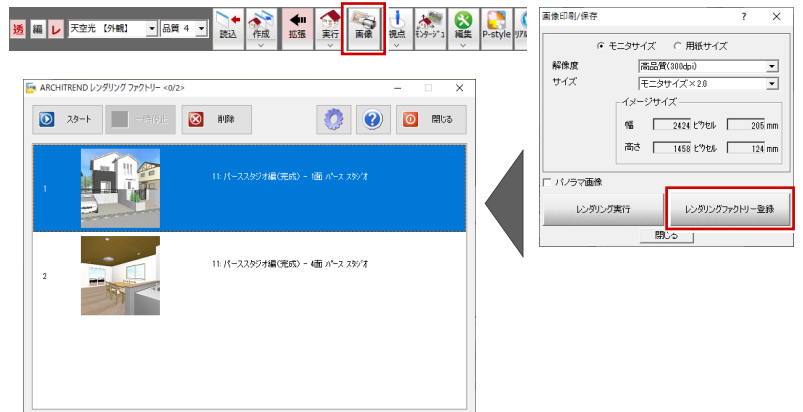 透 編 レ 天空光 【外観】 品質 4 読込 作成 拡張 実行 画像 視点 ﾓﾝﾀｰｼﾞｭ 編集 P-style
ARCHITREND レンダリング ファクトリー <0/2>
スタート 一時停止 削除 閉じる
1 11: パーススタジオ編(完成) - 1面 ﾊﾟｰｽ ｽﾀｼﾞｵ
2 11: パーススタジオ編(完成) - 4面 ﾊﾟｰｽ ｽﾀｼﾞｵ
画像印刷/保存 ? ×
モニタサイズ 用紙サイズ
解像度 高品質(300dpi)
サイズ モニタサイズ×2.0
イメージサイズ
幅 2424 ﾋﾟｸｾﾙ 205 mm
高さ 1458 ﾋﾟｸｾﾙ 124 mm
パノラマ画像
レンダリング実行 レンダリングファクトリー登録
閉じる